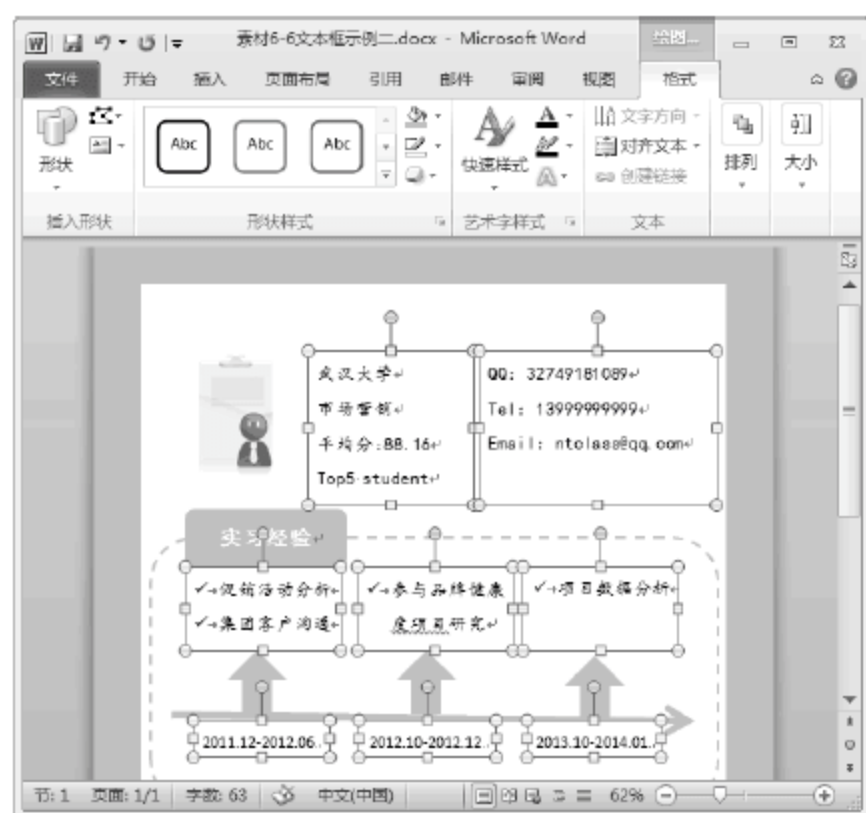 素材6-6文本框示例二.docx - Microsoft Word
绘图...
文件 开始 插入 页面布局 引用 邮件 审阅 视图 格式
形状
Abc Abc Abc
快速样式
文字方向
对齐文本
创建链接
排列
大小
插入形状 形状样式 艺术字样式 文本
武汉大学
市场营销
平均分:88.16
Top5 student
QQ: 32749181089
Tel: 13999999999
Email: ntclass@qq.com
实习经验
促销活动分析
集团客户沟通
参与品牌健康
度项目研究
项目数据分析
2011.12-2012.06
2012.10-2012.12
2013.10-2014.01
节: 1 页面: 1/1 字数: 63 中文(中国) 62%